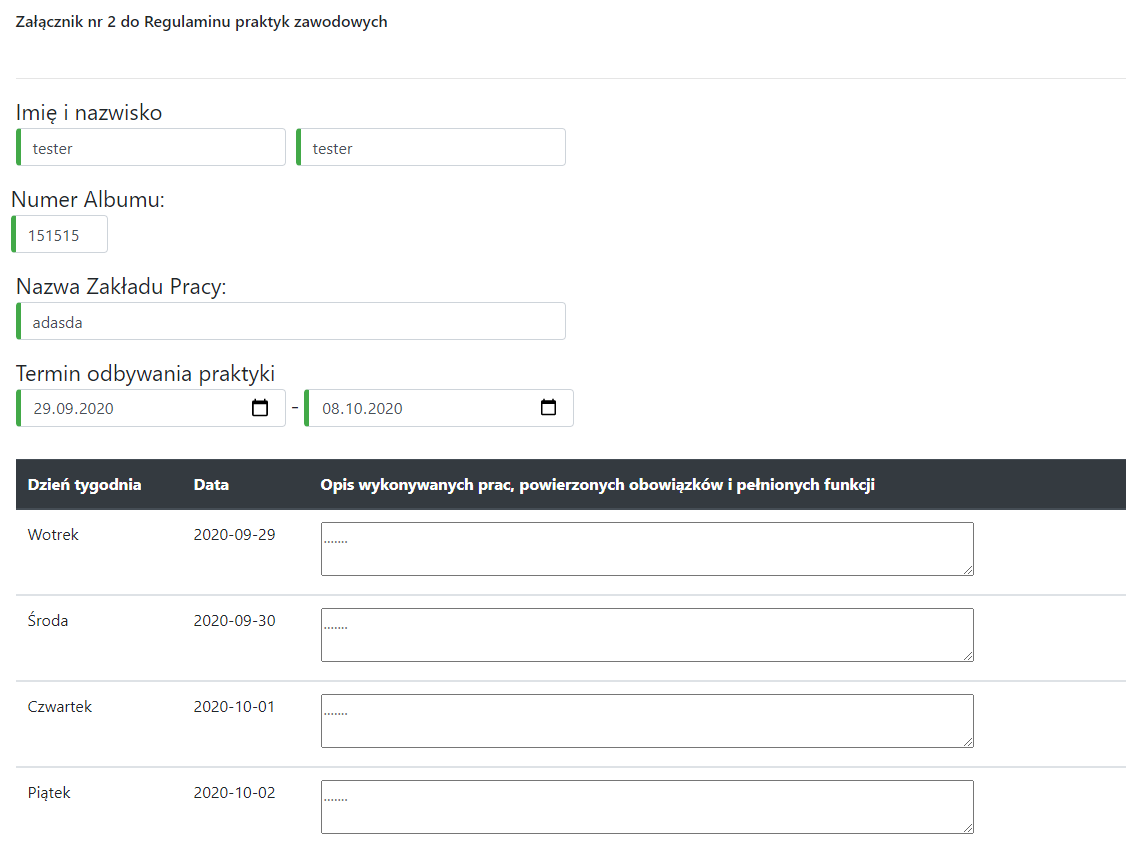 Załącznik nr 2 do Regulaminu praktyk zawodowych
Imię i nazwisko
tester tester
Numer Albumu:
151515
Nazwa Zakładu Pracy:
adasda
Termin odbywania praktyki
29.09.2020 - 08.10.2020
Dzień tygodnia Data Opis wykonywanych prac, powierzonych obowiązków i pełnionych funkcji
Wotrek 2020-09-29 .......
Środa 2020-09-30 .......
Czwartek 2020-10-01 .......
Piątek 2020-10-02 .......